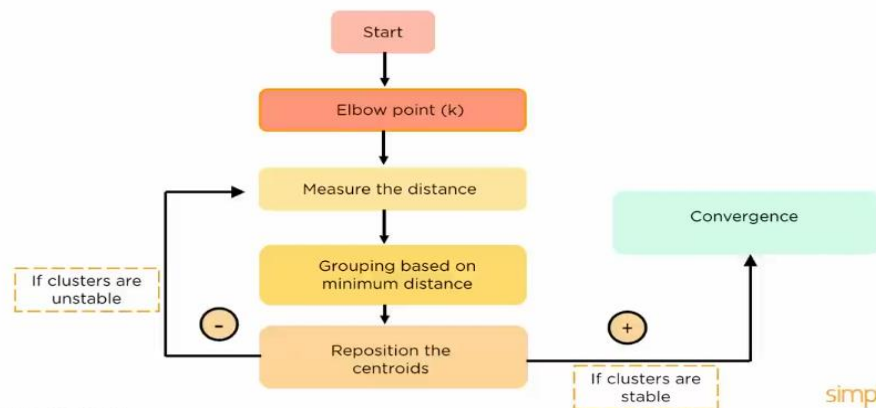 Start
Elbow point (k)
Measure the distance
Convergence
Grouping based on
minimum distance
If clusters are
unstable
-
+
Reposition the
centroids
If clusters are
stable
simp